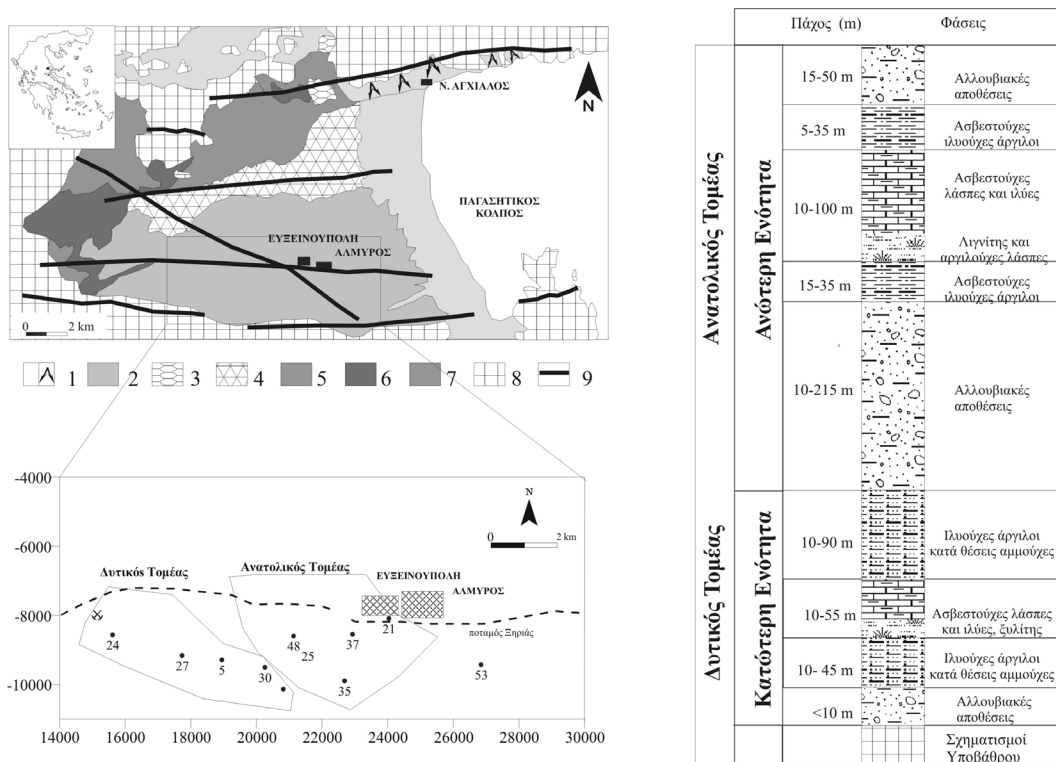 Ν. ΑΓΧΙΑΛΟΣ
N
ΠΑΓΑΣΗΤΙΚΟΣ
ΚΟΛΠΟΣ
ΕΥΞΕΙΝΟΥΠΟΛΗ
ΑΛΜΥΡΟΣ
0 2 km
1 2 3 4 5 6 7 8 9
-4000
-6000
-8000
-10000
N
0 2 km
Δυτικός Τομέας
Ανατολικός Τομέας
ΕΥΞΕΙΝΟΥΠΟΛΗ
ΑΛΜΥΡΟΣ
ποταμός Ξηριάς
24
27
5
30
48
25
37
21
35
53
14000 16000 18000 20000 22000 24000 26000 28000 30000
Πάχος (m) Φάσεις
Ανατολικός Τομέας
Δυτικός Τομέας
Ανώτερη Ενότητα
Κατώτερη Ενότητα
15-50 m
Αλλουβιακές
αποθέσεις
5-35 m
Ασβεστούχες
ιλυούχες άργιλοι
10-100 m
Ασβεστούχες
λάσπες και ιλύες
Λιγνίτης και
αργιλούχες λάσπες
15-35 m
Ασβεστούχες
ιλυούχες άργιλοι
10-215 m
Αλλουβιακές
αποθέσεις
10-90 m
Ιλυούχες άργιλοι
κατά θέσεις αμμούχες
10-55 m
Ασβεστούχες λάσπες
και ιλύες, ξυλίτης
10- 45 m
Ιλυούχες άργιλοι
κατά θέσεις αμμούχες
<10 m
Αλλουβιακές
αποθέσεις
Σχηματισμοί
Υποβάθρου